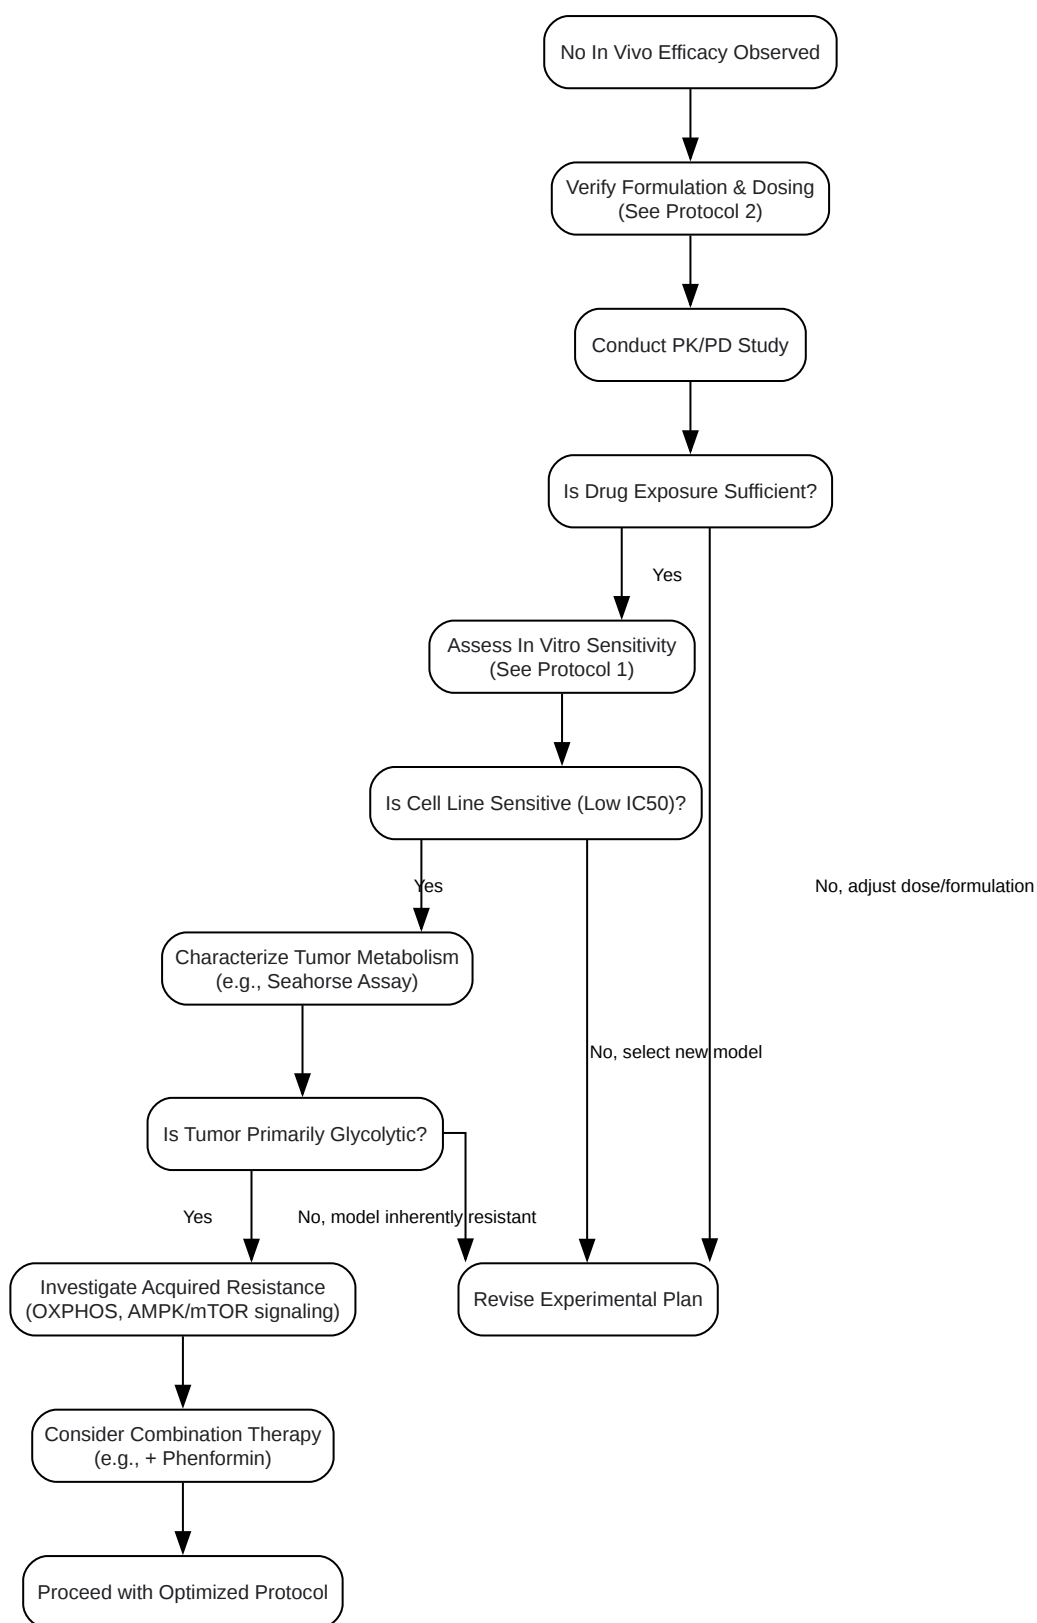 No In Vivo Efficacy Observed
Verify Formulation & Dosing
(See Protocol 2)
Conduct PK/PD Study
Is Drug Exposure Sufficient?
Yes
Assess In Vitro Sensitivity
(See Protocol 1)
Is Cell Line Sensitive (Low IC50)?
Yes
No, adjust dose/formulation
Characterize Tumor Metabolism
(e.g., Seahorse Assay)
No, select new model
Is Tumor Primarily Glycolytic?
Yes
No, model inherently resistant
Investigate Acquired Resistance
(OXPHOS, AMPK/mTOR signaling)
Revise Experimental Plan
Consider Combination Therapy
(e.g., + Phenformin)
Proceed with Optimized Protocol